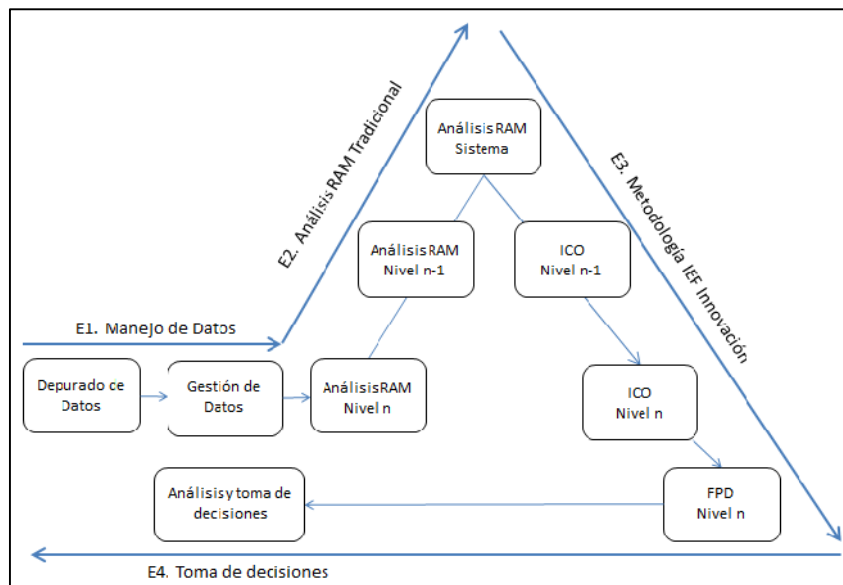 Análisis RAM
Sistema
E2. Análisis RAM Tradicional
E3. Metodología IEF Innovación
Análisis RAM
Nivel n-1
ICO
Nivel n-1
E1. Manejo de Datos
Depurado de
Datos
Gestión de
Datos
Análisis RAM
Nivel n
ICO
Nivel n
Análisis y toma de
decisiones
FPD
Nivel n
E4. Toma de decisiones